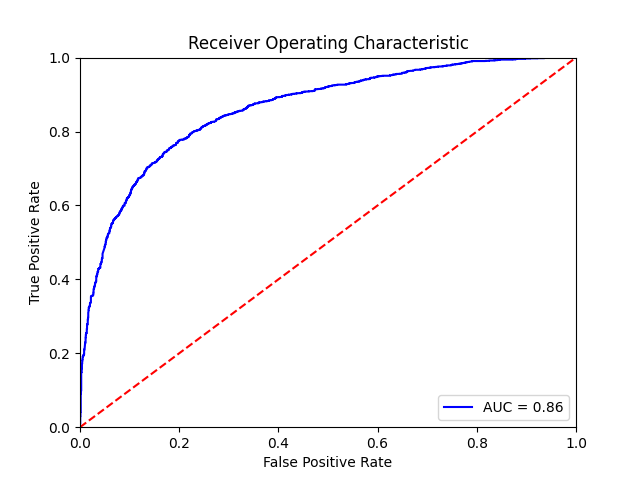 Receiver Operating Characteristic
1.0
0.8
0.6
0.4
0.2
0.0
True Positive Rate
AUC = 0.86
0.0 0.2 0.4 0.6 0.8 1.0
False Positive Rate